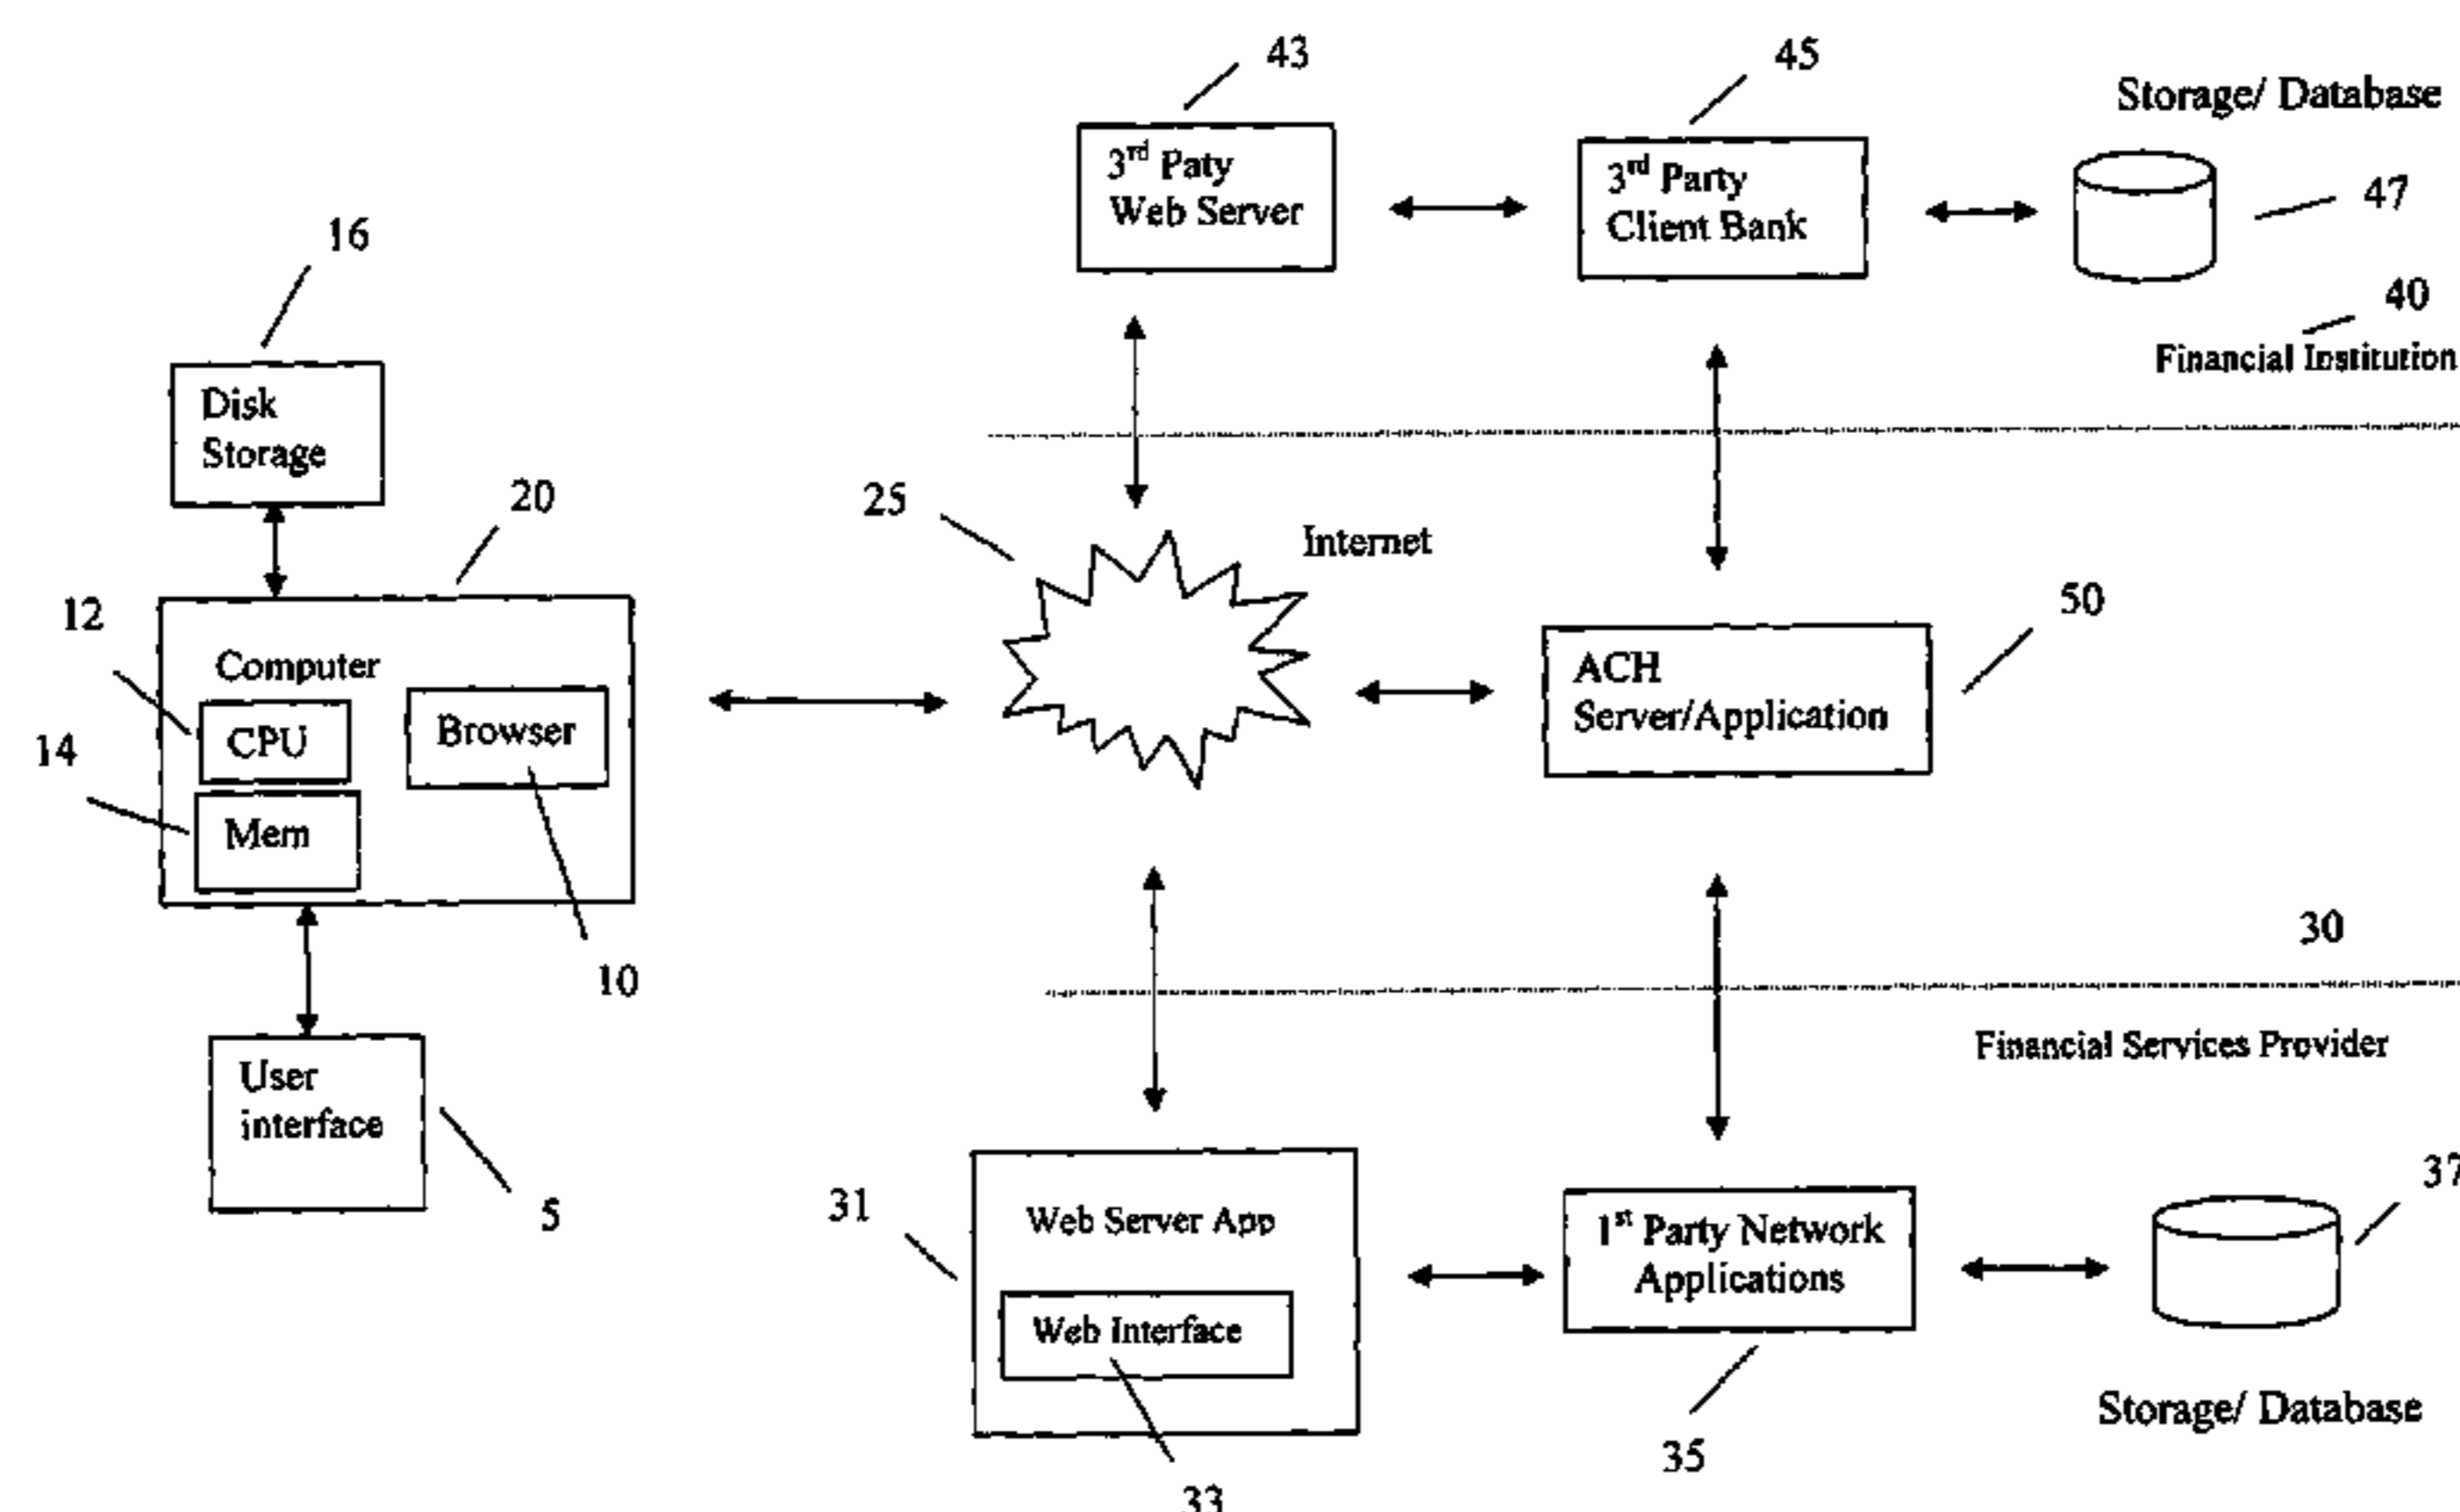 43
45
Storage/ Database
3rd Paty
Web Server
3rd Party
Client Bank
47
16
40
Financial Institution
Disk
Storage
20
25
Internet
12
50
Computer
CPU
Browser
14
Mem
ACH
Server/Application
30
10
Financial Services Provider
User
interface
5
31
Web Server App
1st Party Network
Applications
37
Web Interface
Storage/ Database
35
33